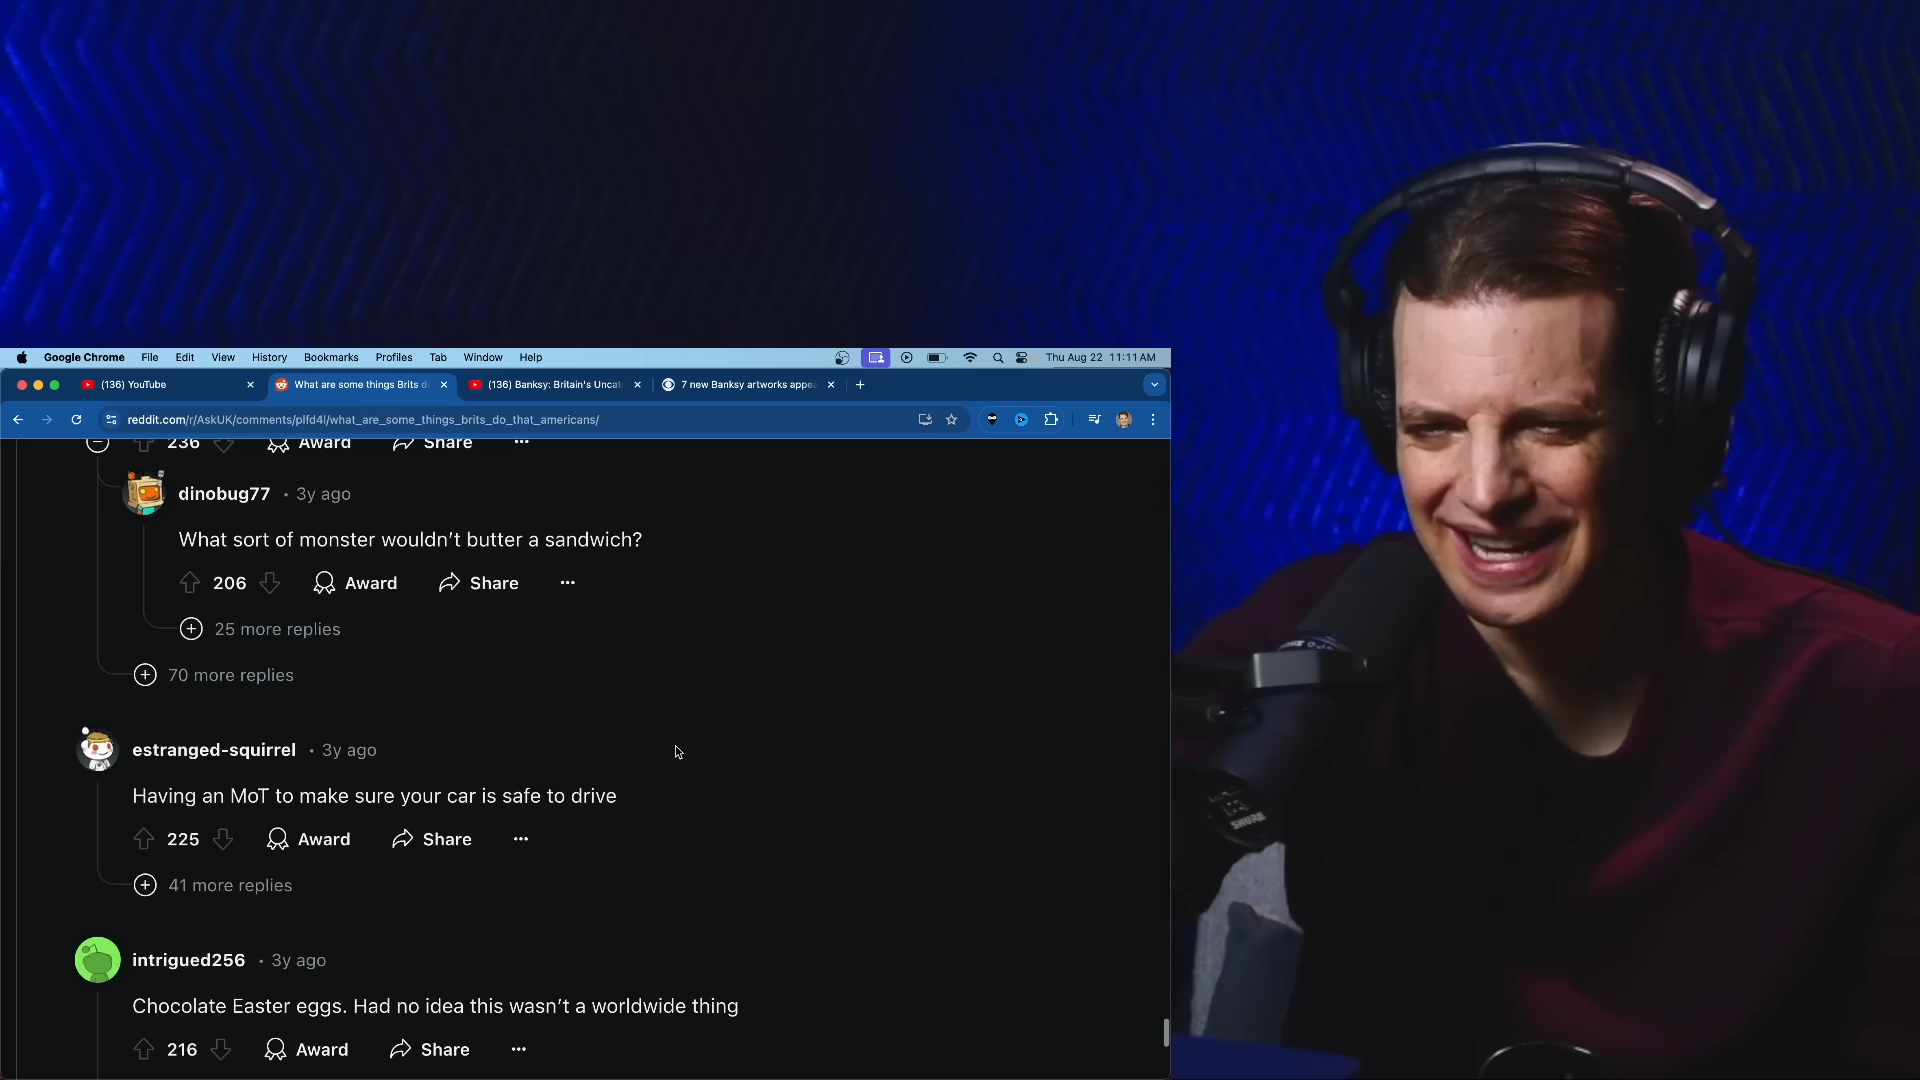 Google Chrome File Edit View History Bookmarks Profiles Tab Window Help Thu Aug 22 11:11 AM
(136) YouTube What are some things Brits d (136) Banksy: Britain's Uncat 7 new Banksy artworks appea
reddit.com/r/AskUK/comments/plfd4l/what_are_some_things_brits_do_that_americans/
236 Award Share
dinobug77 • 3y ago
What sort of monster wouldn’t butter a sandwich?
206 Award Share
25 more replies
70 more replies
estranged-squirrel • 3y ago
Having an MoT to make sure your car is safe to drive
225 Award Share
41 more replies
intrigued256 • 3y ago
Chocolate Easter eggs. Had no idea this wasn’t a worldwide thing
216 Award Share
SHURE